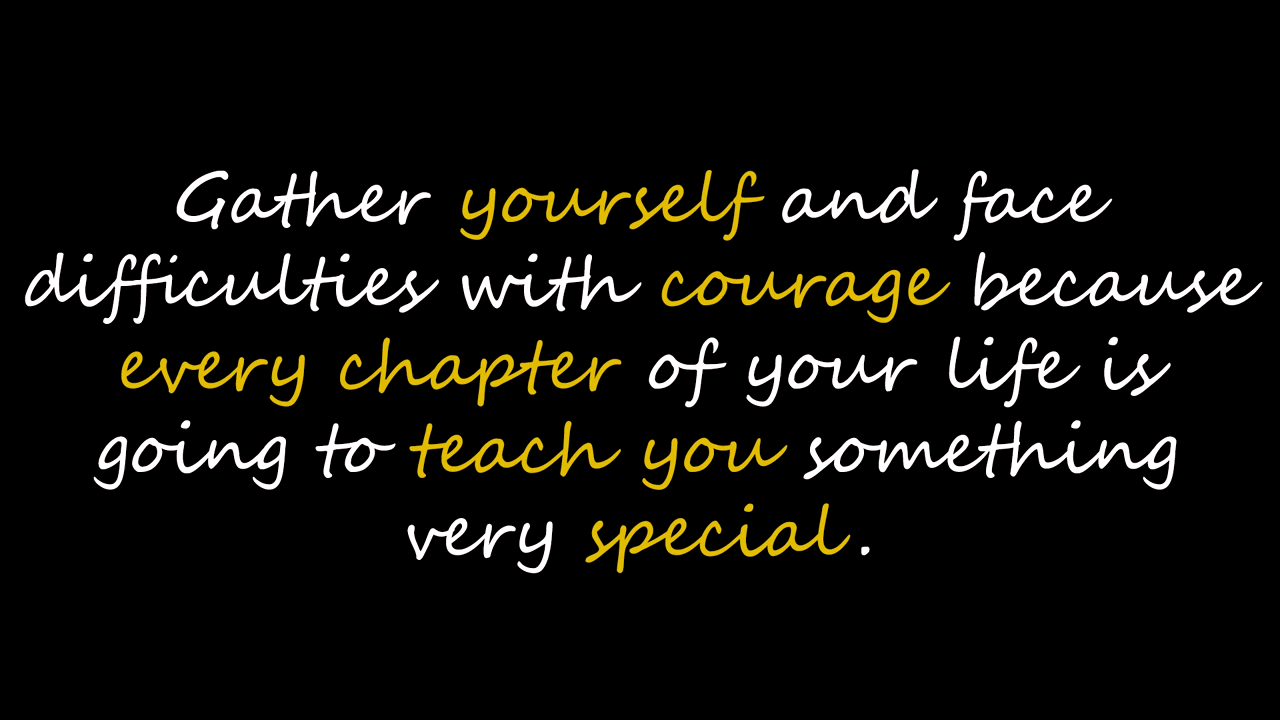 Gather yourself and face
difficulties with courage because
every chapter of your life is
going to teach you something
very special.